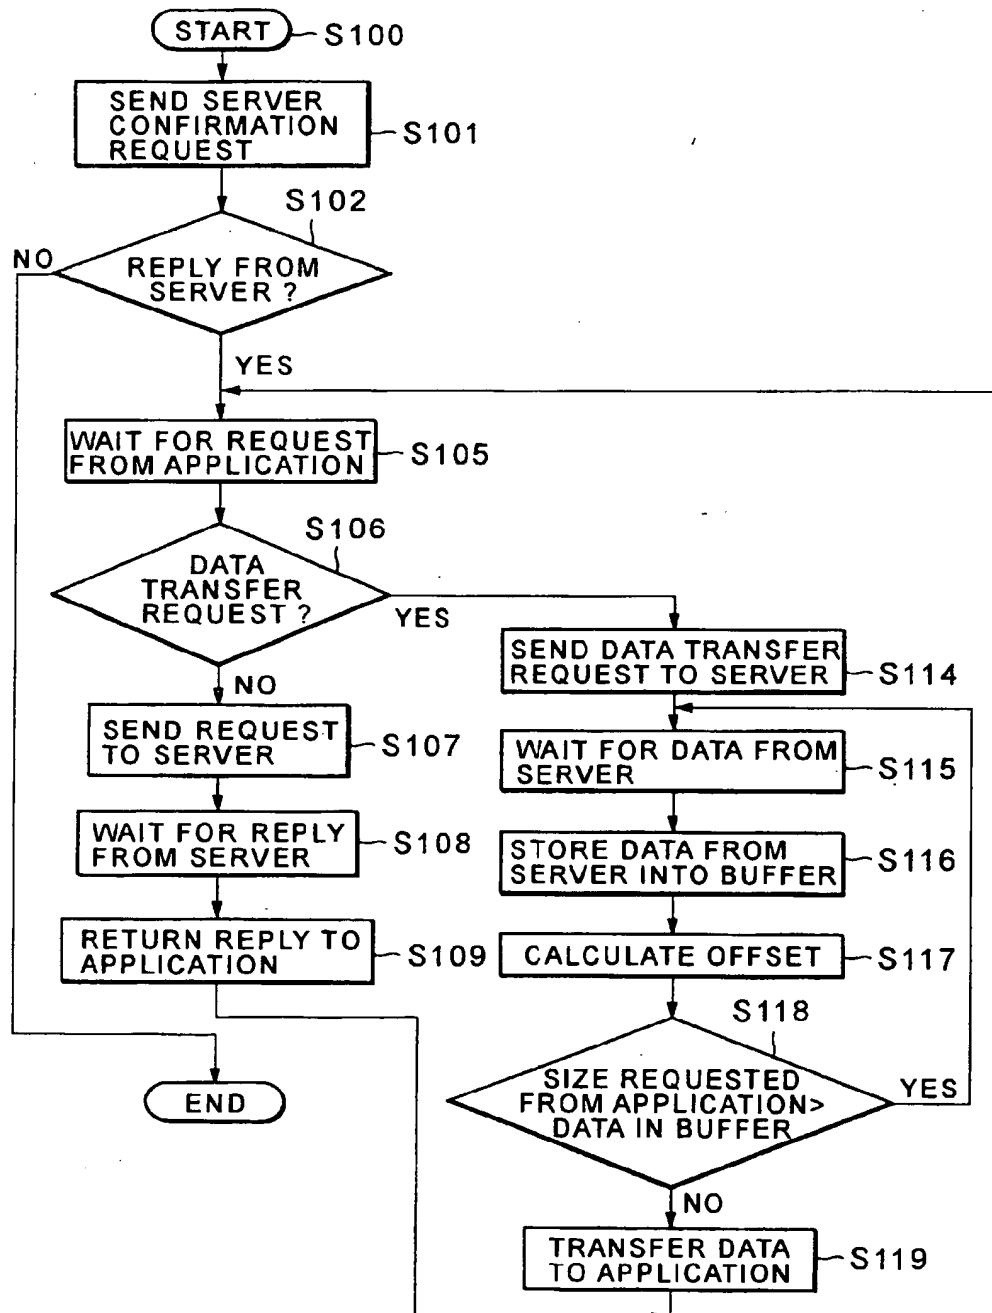 START
S100
SEND SERVER
CONFIRMATION
REQUEST
S101
S102
NO
REPLY FROM
SERVER ?
YES
WAIT FOR REQUEST
FROM APPLICATION
S105
S106
DATA
TRANSFER
REQUEST ?
YES
NO
SEND REQUEST
TO SERVER
S107
WAIT FOR REPLY
FROM SERVER
S108
RETURN REPLY TO
APPLICATION
S109
END
SEND DATA TRANSFER
REQUEST TO SERVER
S114
WAIT FOR DATA FROM
SERVER
S115
STORE DATA FROM
SERVER INTO BUFFER
S116
CALCULATE OFFSET
S117
S118
SIZE REQUESTED
FROM APPLICATION>
DATA IN BUFFER
YES
NO
TRANSFER DATA
TO APPLICATION
S119